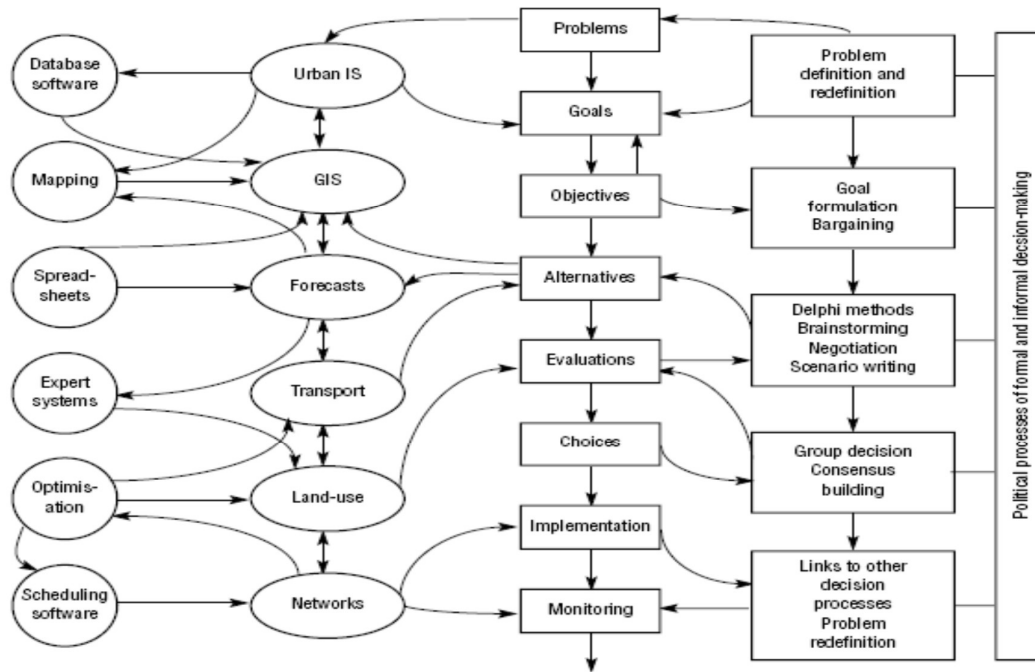 Problems
Database
software
Urban IS
Problem
definition and
redefinition
Goals
Mapping
GIS
Objectives
Goal
formulation
Bargaining
Spread-
sheets
Forecasts
Alternatives
Delphi methods
Brainstorming
Negotiation
Scenario writing
Expert
systems
Transport
Evaluations
Choices
Group decision
Consensus
building
Optimis-
ation
Land-use
Implementation
Scheduling
software
Networks
Monitoring
Links to other
decision
processes
Problem
redefinition
Political processes of formal and informal decsion-making